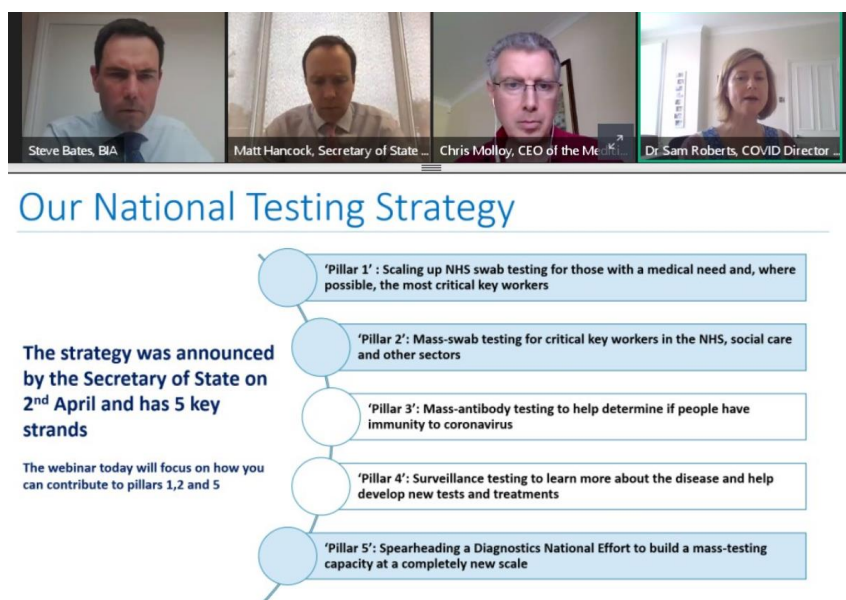 Steve Bates, BIA
Matt Hancock, Secretary of State ...
Chris Molloy, CEO of the Medi
Dr Sam Roberts, COVID Director ...
Our National Testing Strategy
'Pillar 1' : Scaling up NHS swab testing for those with a medical need and, where
possible, the most critical key workers
'Pillar 2': Mass-swab testing for critical key workers in the NHS, social care
and other sectors
The strategy was announced
by the Secretary of State on
2nd April and has 5 key
strands
The webinar today will focus on how you
can contribute to pillars 1,2 and 5
'Pillar 3': Mass-antibody testing to help determine if people have
immunity to coronavirus
'Pillar 4': Surveillance testing to learn more about the disease and help
develop new tests and treatments
'Pillar 5': Spearheading a Diagnostics National Effort to build a mass-testing
capacity at a completely new scale